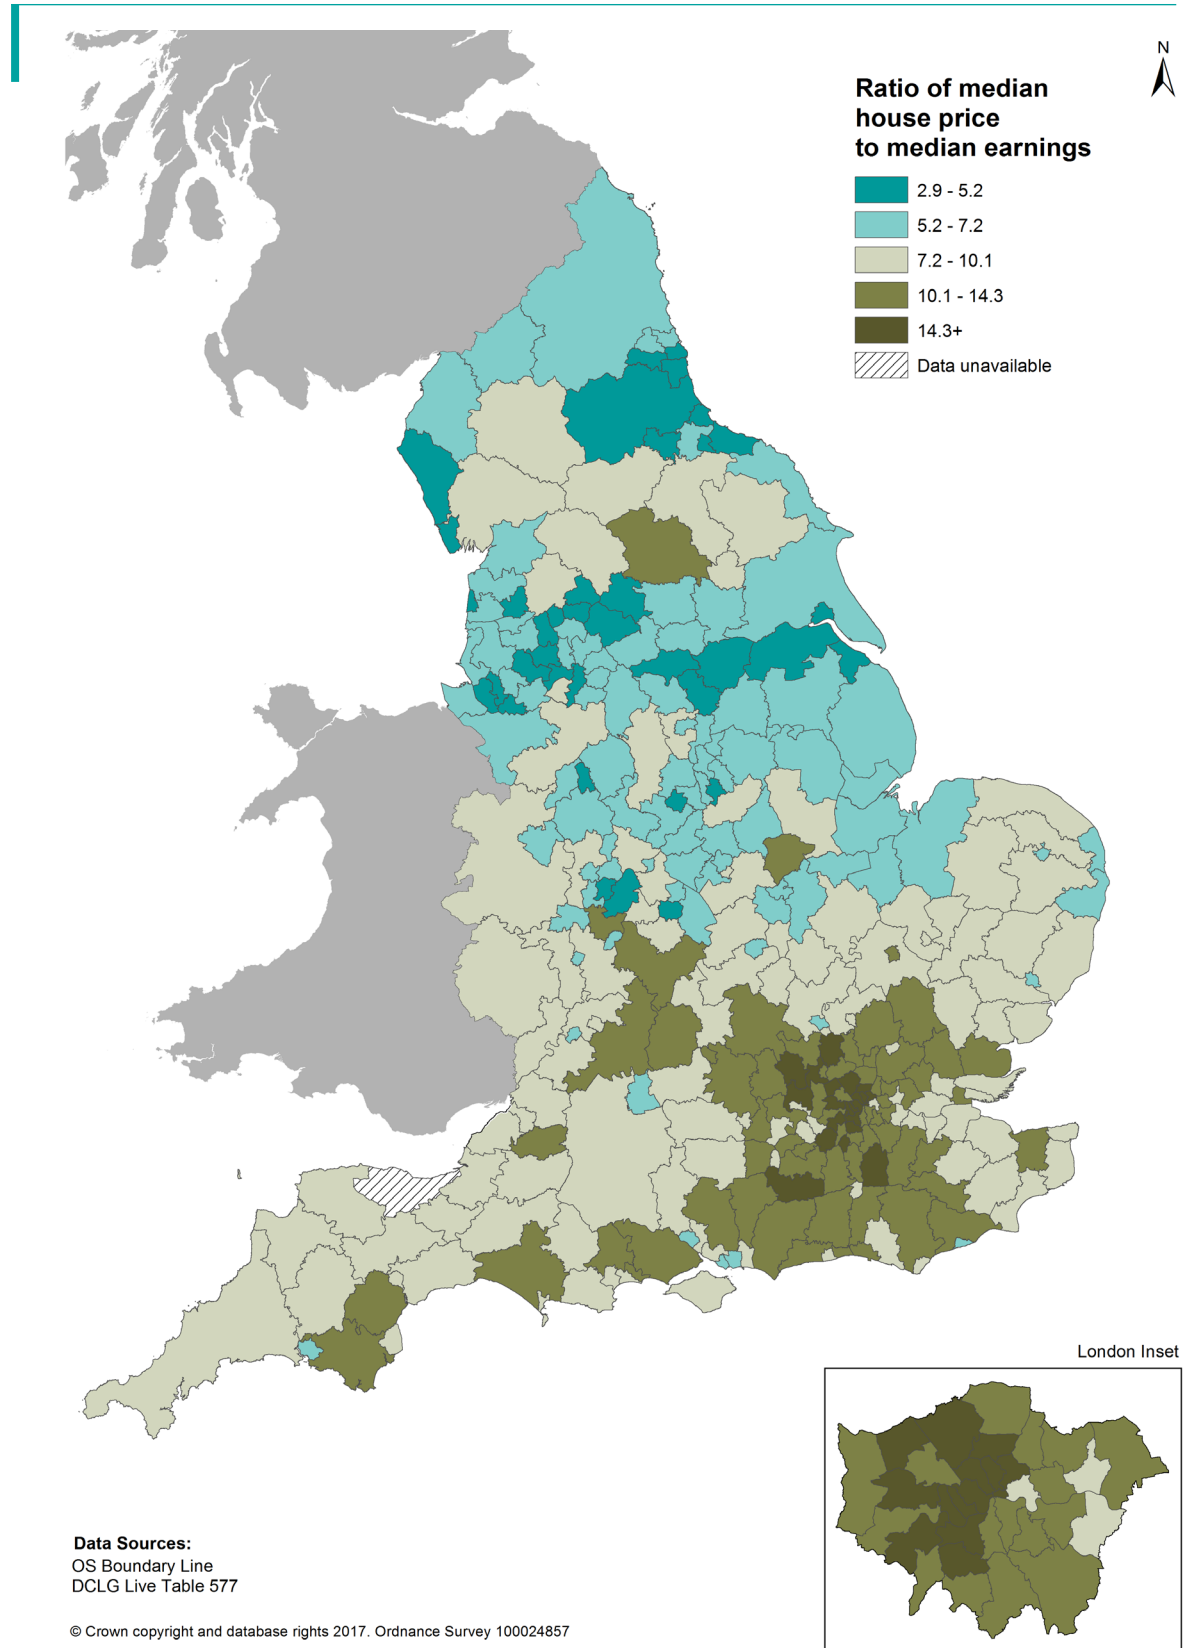 N
Ratio of median
house price
to median earnings
2.9 - 5.2
5.2 - 7.2
7.2 - 10.1
10.1 - 14.3
14.3+
Data unavailable
London Inset
Data Sources:
OS Boundary Line
DCLG Live Table 577
© Crown copyright and database rights 2017. Ordnance Survey 100024857